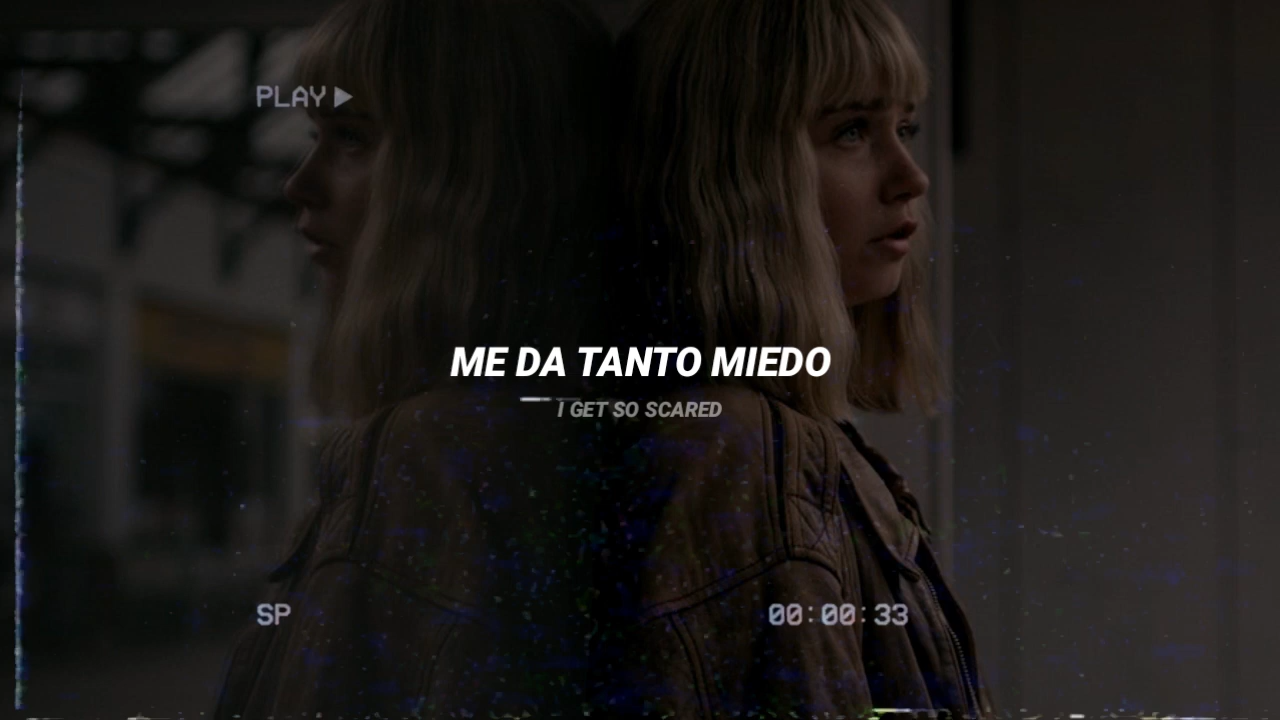 PLAY ▶
ME DA TANTO MIEDO
I GET SO SCARED
SP
00:00:33